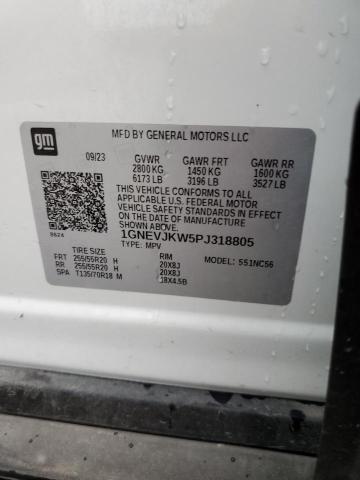 gm
MFD BY GENERAL MOTORS LLC
09/23 GVWR GAWR FRT GAWR RR
2800 KG 1450 KG 1600 KG
6173 LB 3196 LB 3527 LB
THIS VEHICLE CONFORMS TO ALL
APPLICABLE U.S. FEDERAL MOTOR
VEHICLE SAFETY STANDARDS IN
EFFECT ON THE DATE OF
MANUFACTURE SHOWN ABOVE.
1GNEVJKW5PJ318805
8624 TYPE: MPV
TIRE SIZE RIM MODEL: 551NC56
FRT 255/55R20 H 20X8J
RR 255/55R20 H 20X8J
SPA T135/70R18 M 18X4.5B